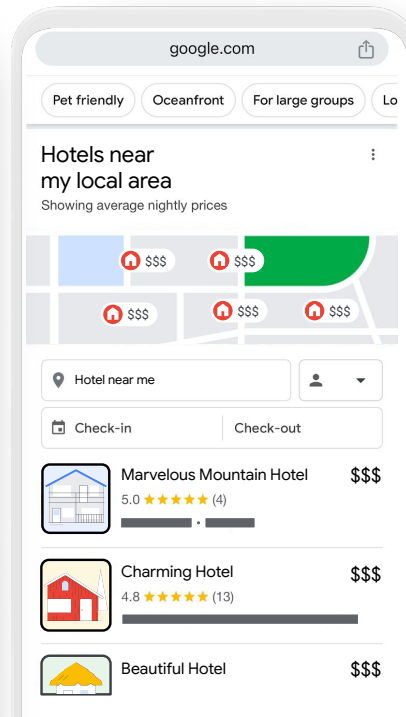 google.com
Pet friendly Oceanfront For large groups Lo
Hotels near
my local area
Showing average nightly prices
$$$ $$$
$$$ $$$ $$$
Hotel near me
Check-in Check-out
Marvelous Mountain Hotel $$$
5.0 ★★★★★ (4)
Charming Hotel $$$
4.8 ★★★★★ (13)
Beautiful Hotel $$$